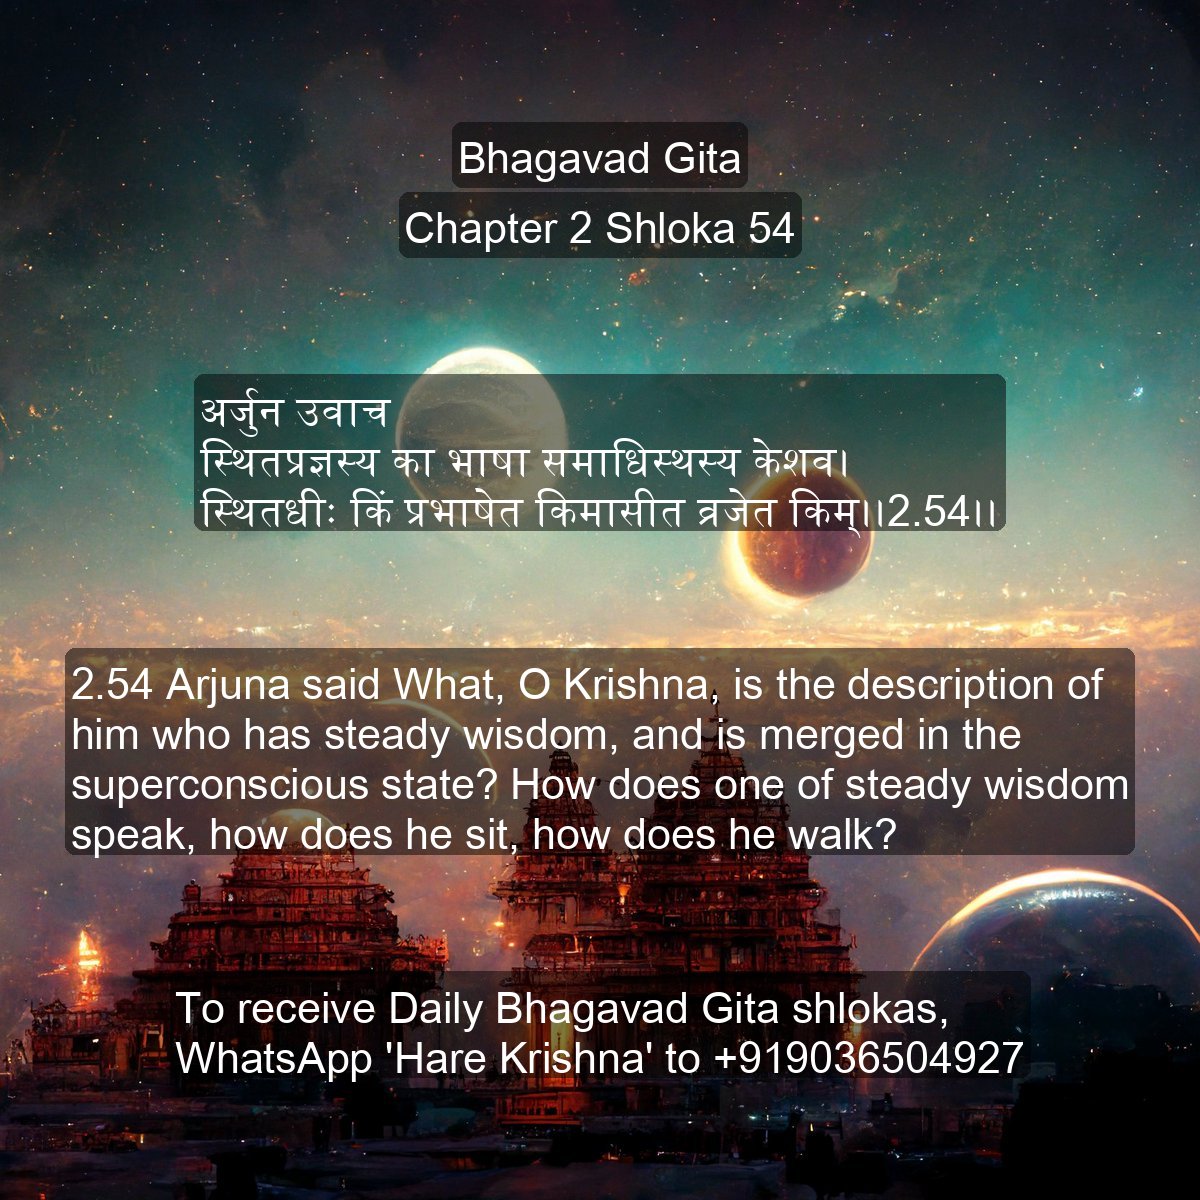 Bhagavad Gita
Chapter 2 Shloka 54
अर्जुन उवाच
स्थितप्रज्ञस्य का भाषा समाधिस्थस्य केशव।
स्थितधीः किं प्रभाषेत किमासीत व्रजेत किम्।।2.54।।
2.54 Arjuna said What, O Krishna, is the description of
him who has steady wisdom, and is merged in the
superconscious state? How does one of steady wisdom
speak, how does he sit, how does he walk?
To receive Daily Bhagavad Gita shlokas,
WhatsApp 'Hare Krishna' to +919036504927